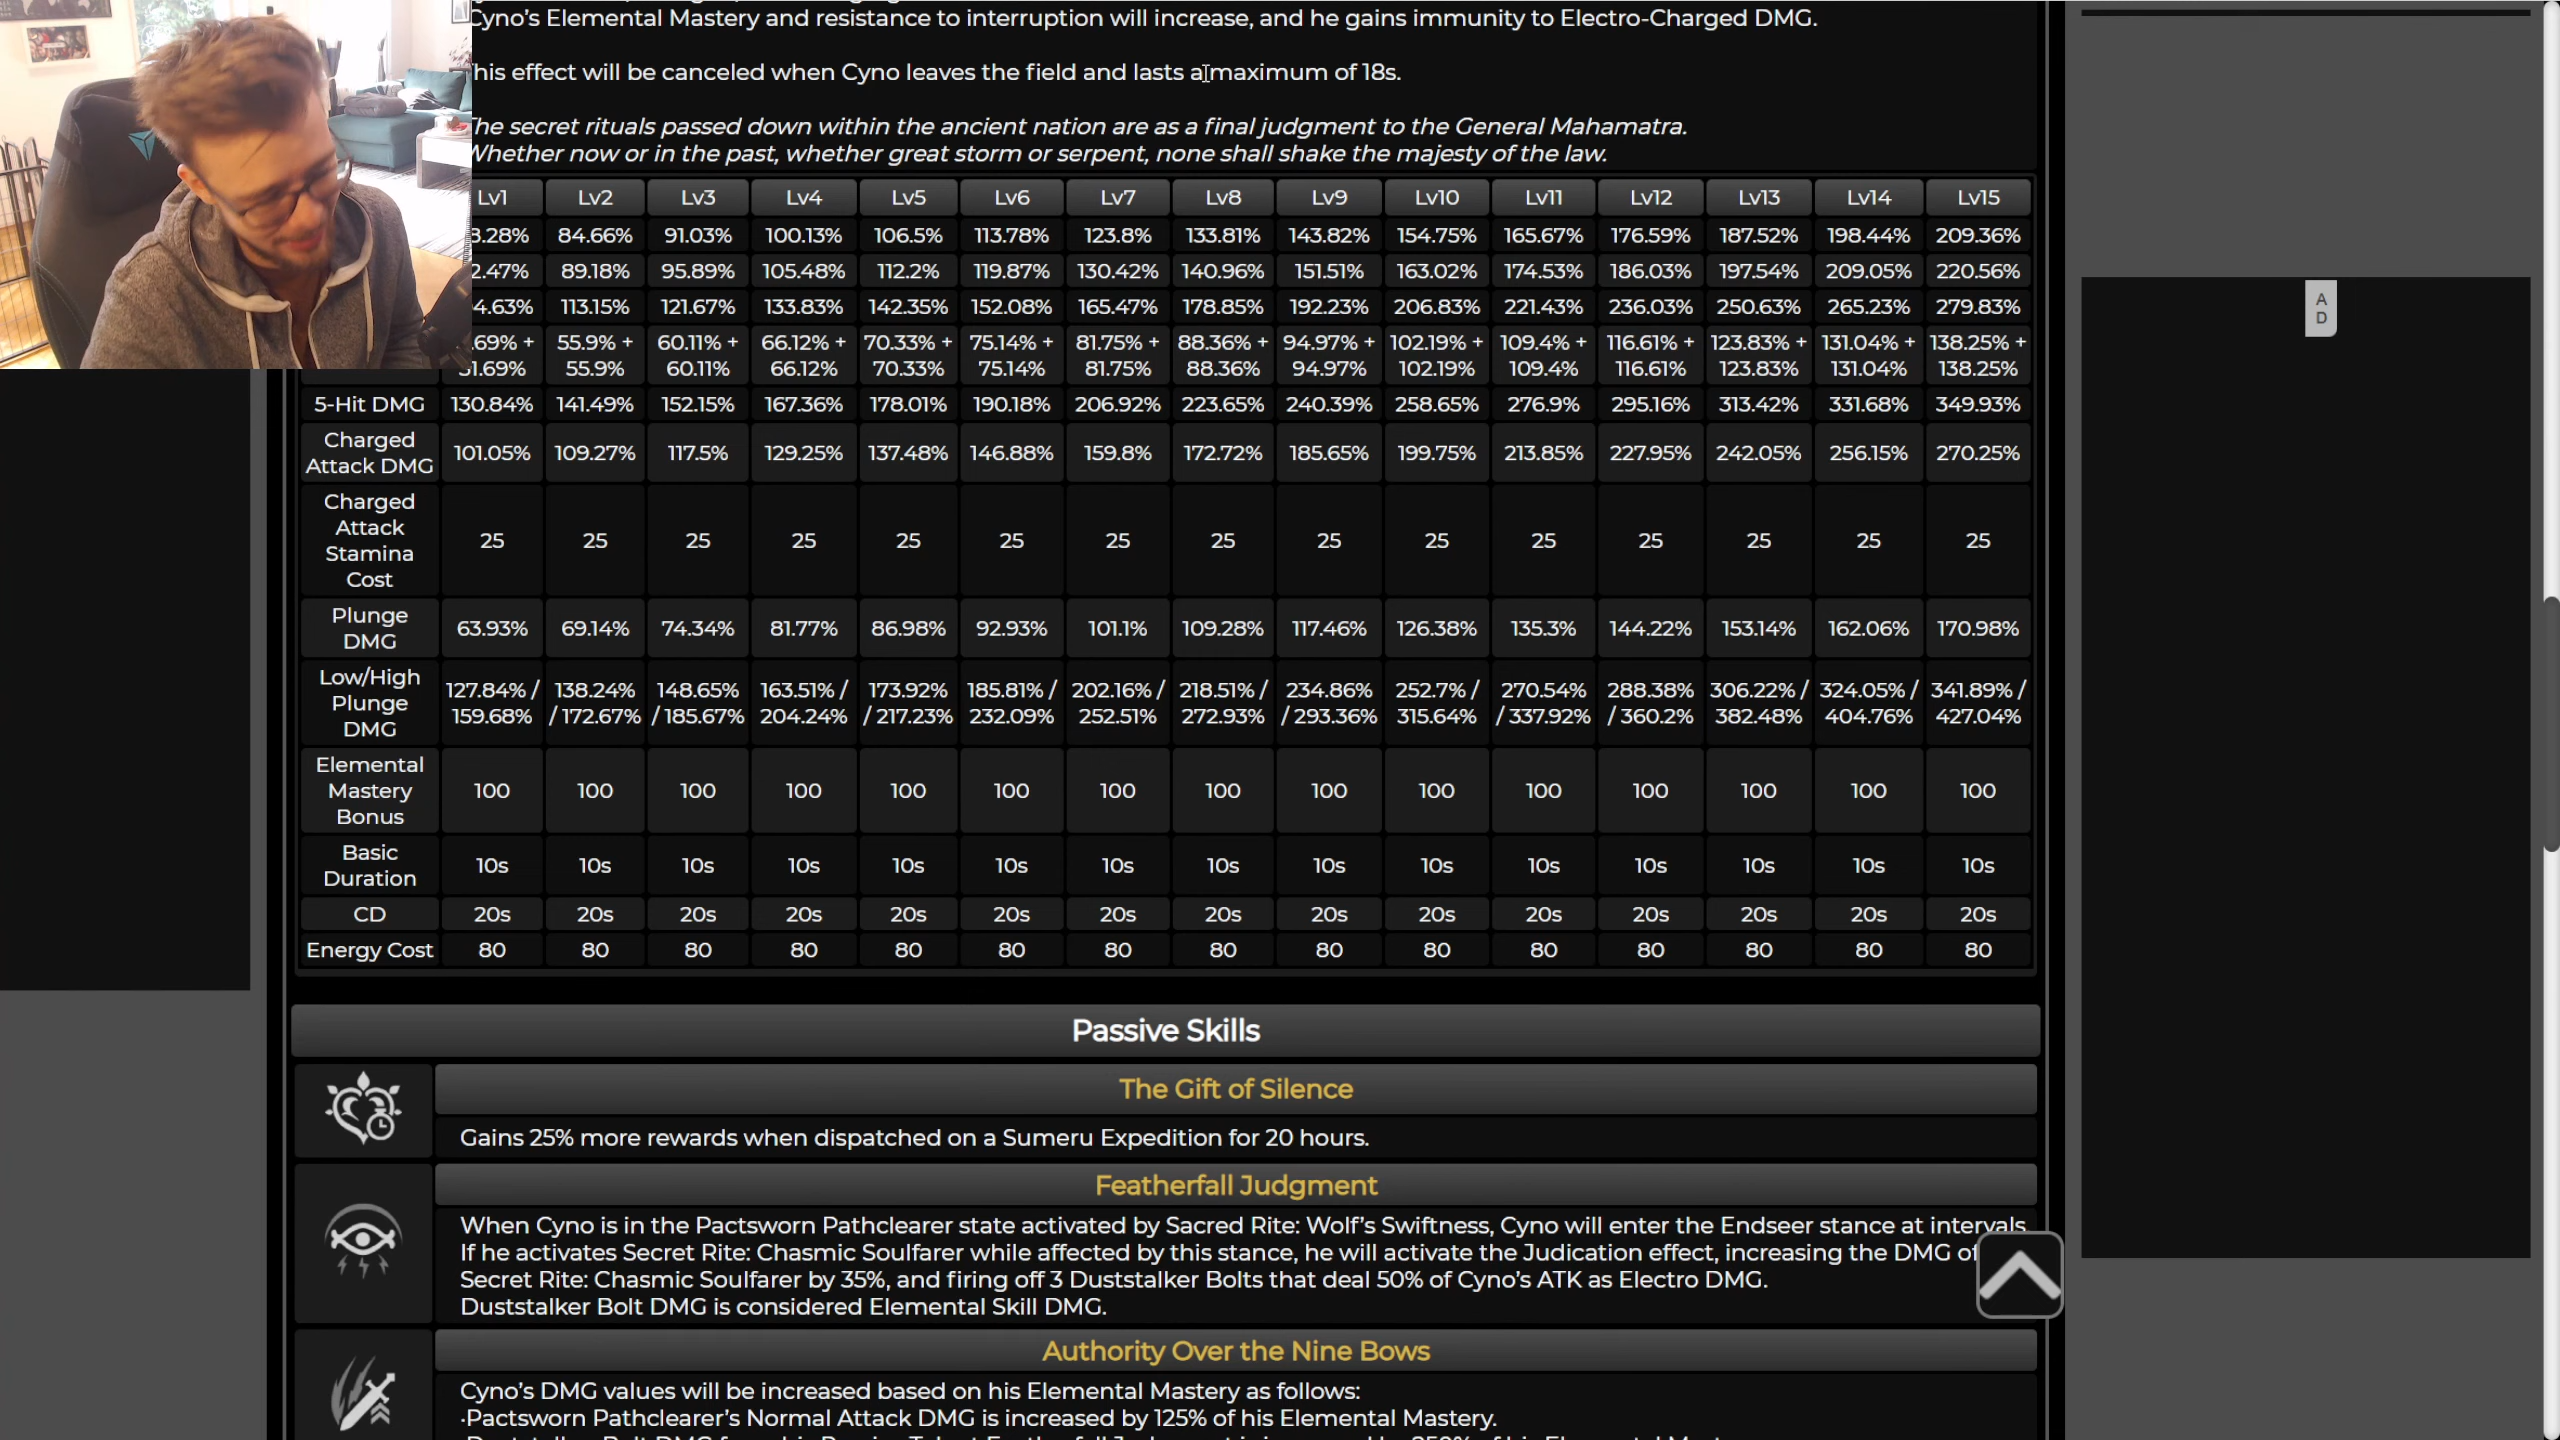 Cyno's Elemental Mastery and resistance to interruption will increase, and he gains immunity to Electro-Charged DMG.
This effect will be canceled when Cyno leaves the field and lasts a maximum of 18s.
The secret rituals passed down within the ancient nation are as a final judgment to the General Mahamatra.
Whether now or in the past, whether great storm or serpent, none shall shake the majesty of the law.
Lv1 Lv2 Lv3 Lv4 Lv5 Lv6 Lv7 Lv8 Lv9 Lv10 Lv11 Lv12 Lv13 Lv14 Lv15
8.28% 84.66% 91.03% 100.13% 106.5% 113.78% 123.8% 133.81% 143.82% 154.75% 165.67% 176.59% 187.52% 198.44% 209.36%
2.47% 89.18% 95.89% 105.48% 112.2% 119.87% 130.42% 140.96% 151.51% 163.02% 174.53% 186.03% 197.54% 209.05% 220.56%
4.63% 113.15% 121.67% 133.83% 142.35% 152.08% 165.47% 178.85% 192.23% 206.83% 221.43% 236.03% 250.63% 265.23% 279.83%
.69% + 55.9% + 60.11% + 66.12% + 70.33% + 75.14% + 81.75% + 88.36% + 94.97% + 102.19% + 109.4% + 116.61% + 123.83% + 131.04% + 138.25% +
51.69% 55.9% 60.11% 66.12% 70.33% 75.14% 81.75% 88.36% 94.97% 102.19% 109.4% 116.61% 123.83% 131.04% 138.25%
5-Hit DMG 130.84% 141.49% 152.15% 167.36% 178.01% 190.18% 206.92% 223.65% 240.39% 258.65% 276.9% 295.16% 313.42% 331.68% 349.93%
Charged
Attack DMG 101.05% 109.27% 117.5% 129.25% 137.48% 146.88% 159.8% 172.72% 185.65% 199.75% 213.85% 227.95% 242.05% 256.15% 270.25%
Charged
Attack
Stamina
Cost 25 25 25 25 25 25 25 25 25 25 25 25 25 25 25
Plunge
DMG 63.93% 69.14% 74.34% 81.77% 86.98% 92.93% 101.1% 109.28% 117.46% 126.38% 135.3% 144.22% 153.14% 162.06% 170.98%
Low/High
Plunge
DMG
127.84% / 138.24% 148.65% 163.51% / 173.92% 185.81% / 202.16% / 218.51% / 234.86% 252.7% / 270.54% 288.38% 306.22% / 324.05% / 341.89% /
159.68% / 172.67% / 185.67% 204.24% / 217.23% 232.09% 252.51% 272.93% / 293.36% 315.64% / 337.92% / 360.2% 382.48% 404.76% 427.04%
Elemental
Mastery
Bonus 100 100 100 100 100 100 100 100 100 100 100 100 100 100 100
Basic
Duration 10s 10s 10s 10s 10s 10s 10s 10s 10s 10s 10s 10s 10s 10s 10s
CD 20s 20s 20s 20s 20s 20s 20s 20s 20s 20s 20s 20s 20s 20s 20s
Energy Cost 80 80 80 80 80 80 80 80 80 80 80 80 80 80 80
Passive Skills
The Gift of Silence
Gains 25% more rewards when dispatched on a Sumeru Expedition for 20 hours.
Featherfall Judgment
When Cyno is in the Pactsworn Pathclearer state activated by Sacred Rite: Wolf's Swiftness, Cyno will enter the Endseer stance at intervals.
If he activates Secret Rite: Chasmic Soulfarer while affected by this stance, he will activate the Judication effect, increasing the DMG of
Secret Rite: Chasmic Soulfarer by 35%, and firing off 3 Duststalker Bolts that deal 50% of Cyno's ATK as Electro DMG.
Duststalker Bolt DMG is considered Elemental Skill DMG.
Authority Over the Nine Bows
Cyno's DMG values will be increased based on his Elemental Mastery as follows:
·Pactsworn Pathclearer's Normal Attack DMG is increased by 125% of his Elemental Mastery.
A
D